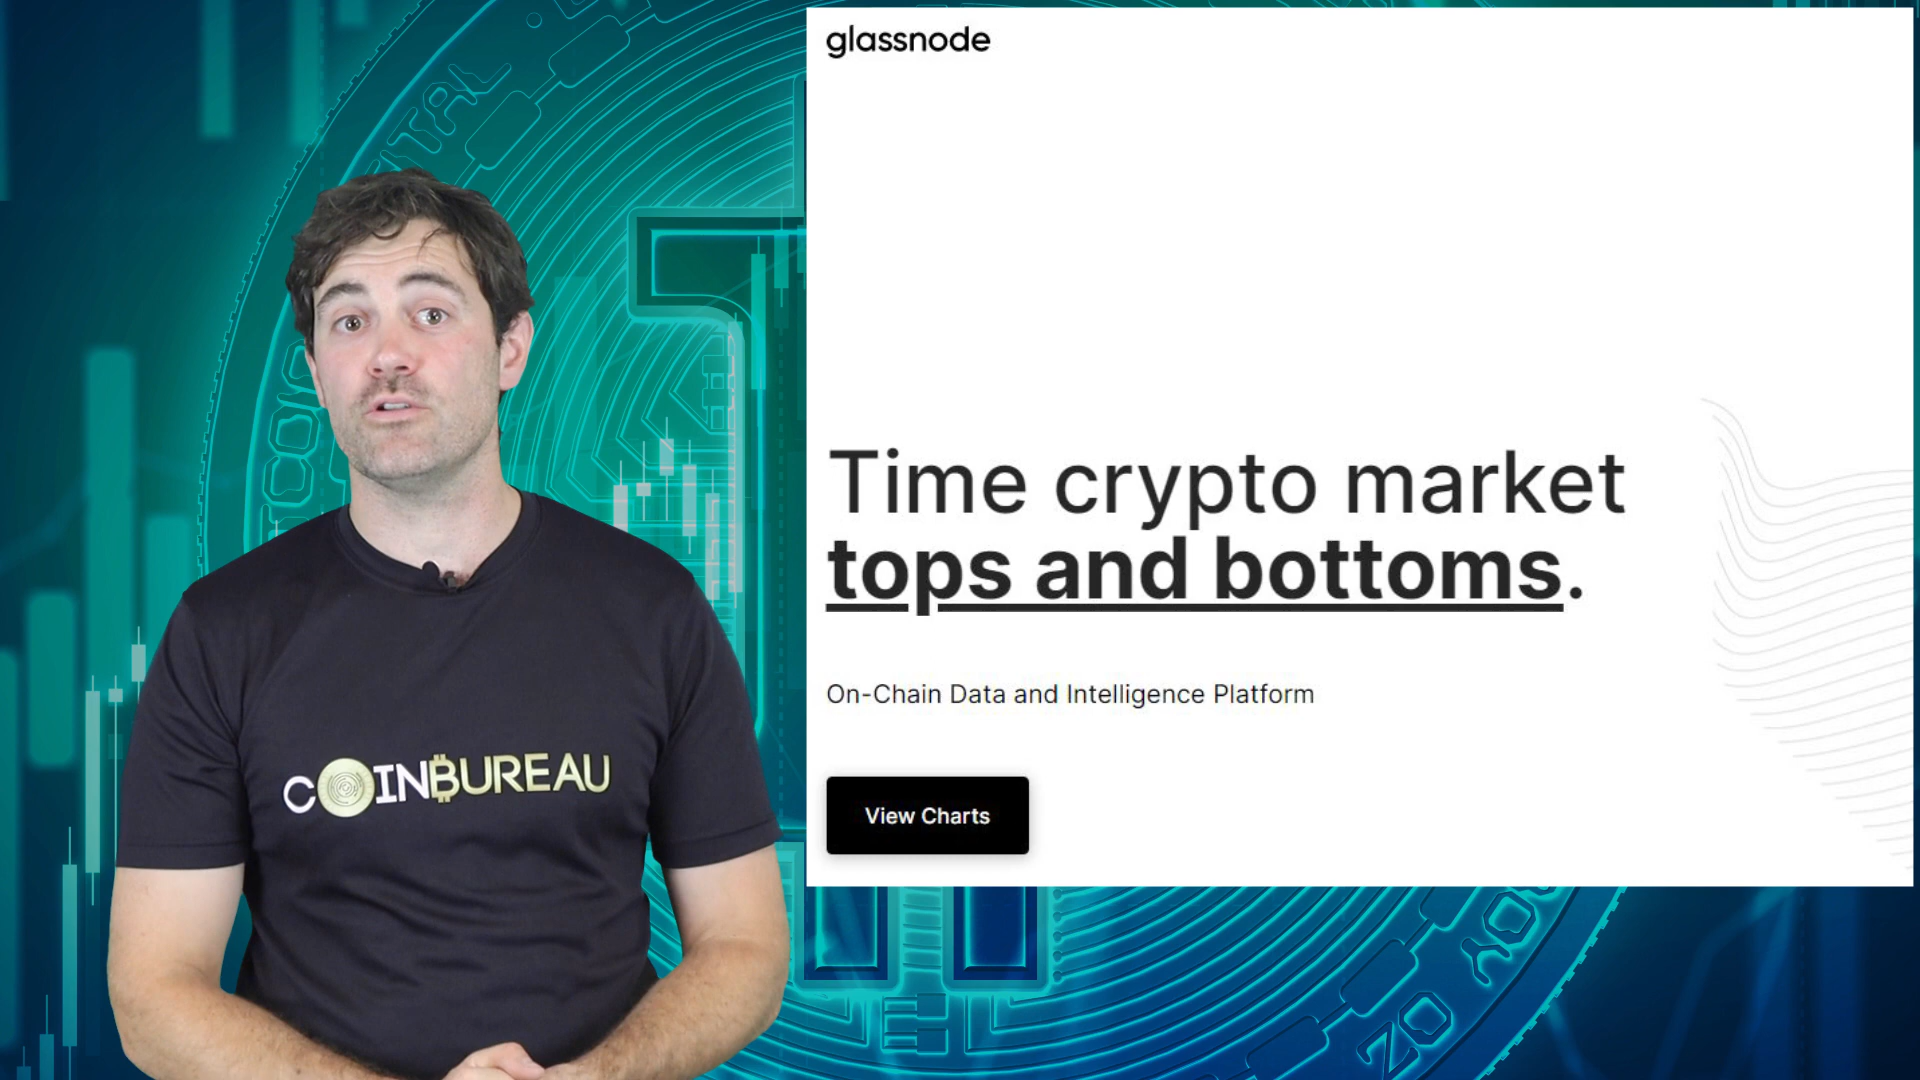 glassnode
Time crypto market
tops and bottoms.
On-Chain Data and Intelligence Platform
View Charts
COINBUREAU